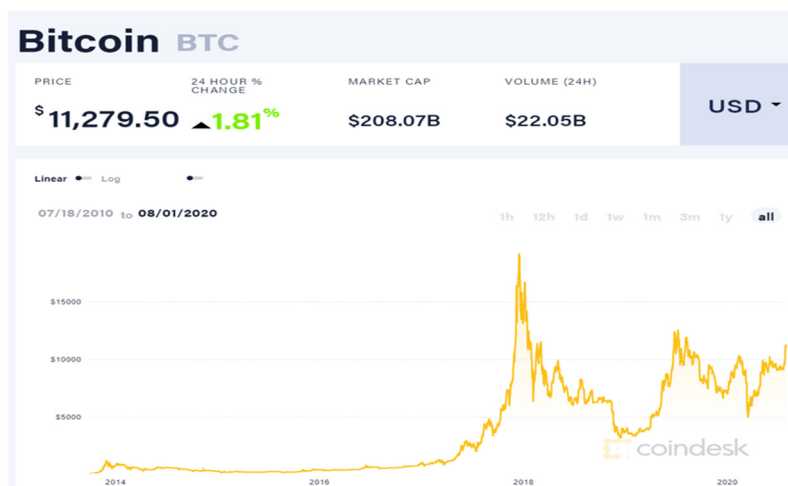 Bitcoin BTC
PRICE
$11,279.50
24 HOUR %
CHANGE
1.81%
MARKET CAP
$208.07B
VOLUME (24H)
$22.05B
USD
Linear Log
07/18/2010 to 08/01/2020
1h 12h 1d 1w 1m 3m 1y all
$15000
$10000
$5000
coindesk
2014 2016 2018 2020